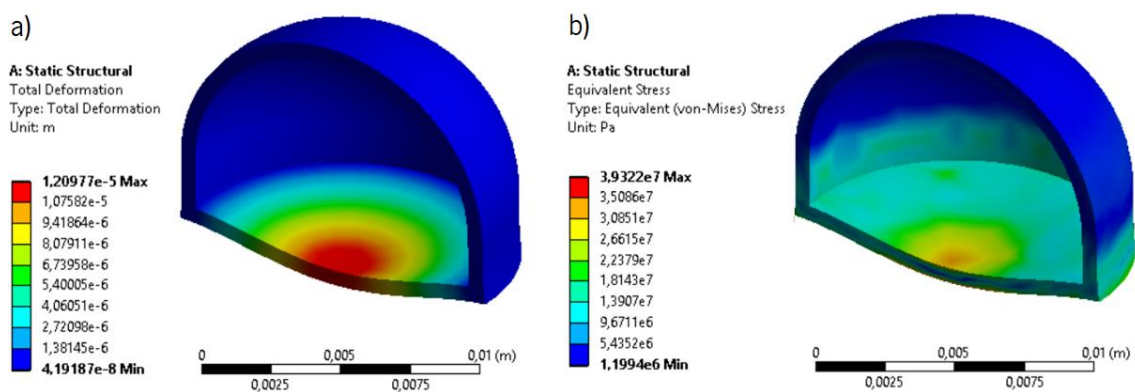 a)
A: Static Structural
Total Deformation
Type: Total Deformation
Unit: m
1,20977e-5 Max
1,07582e-5
9,41864e-6
8,07911e-6
6,73958e-6
5,40005e-6
4,06051e-6
2,72098e-6
1,38145e-6
4,19187e-8 Min
0 0,005 0,01 (m)
0,0025 0,0075
b)
A: Static Structural
Equivalent Stress
Type: Equivalent (von-Mises) Stress
Unit: Pa
3,9322e7 Max
3,5086e7
3,0851e7
2,6615e7
2,2379e7
1,8143e7
1,3907e7
9,6711e6
5,4352e6
1,1994e6 Min
0 0,005 0,01 (m)
0,0025 0,0075